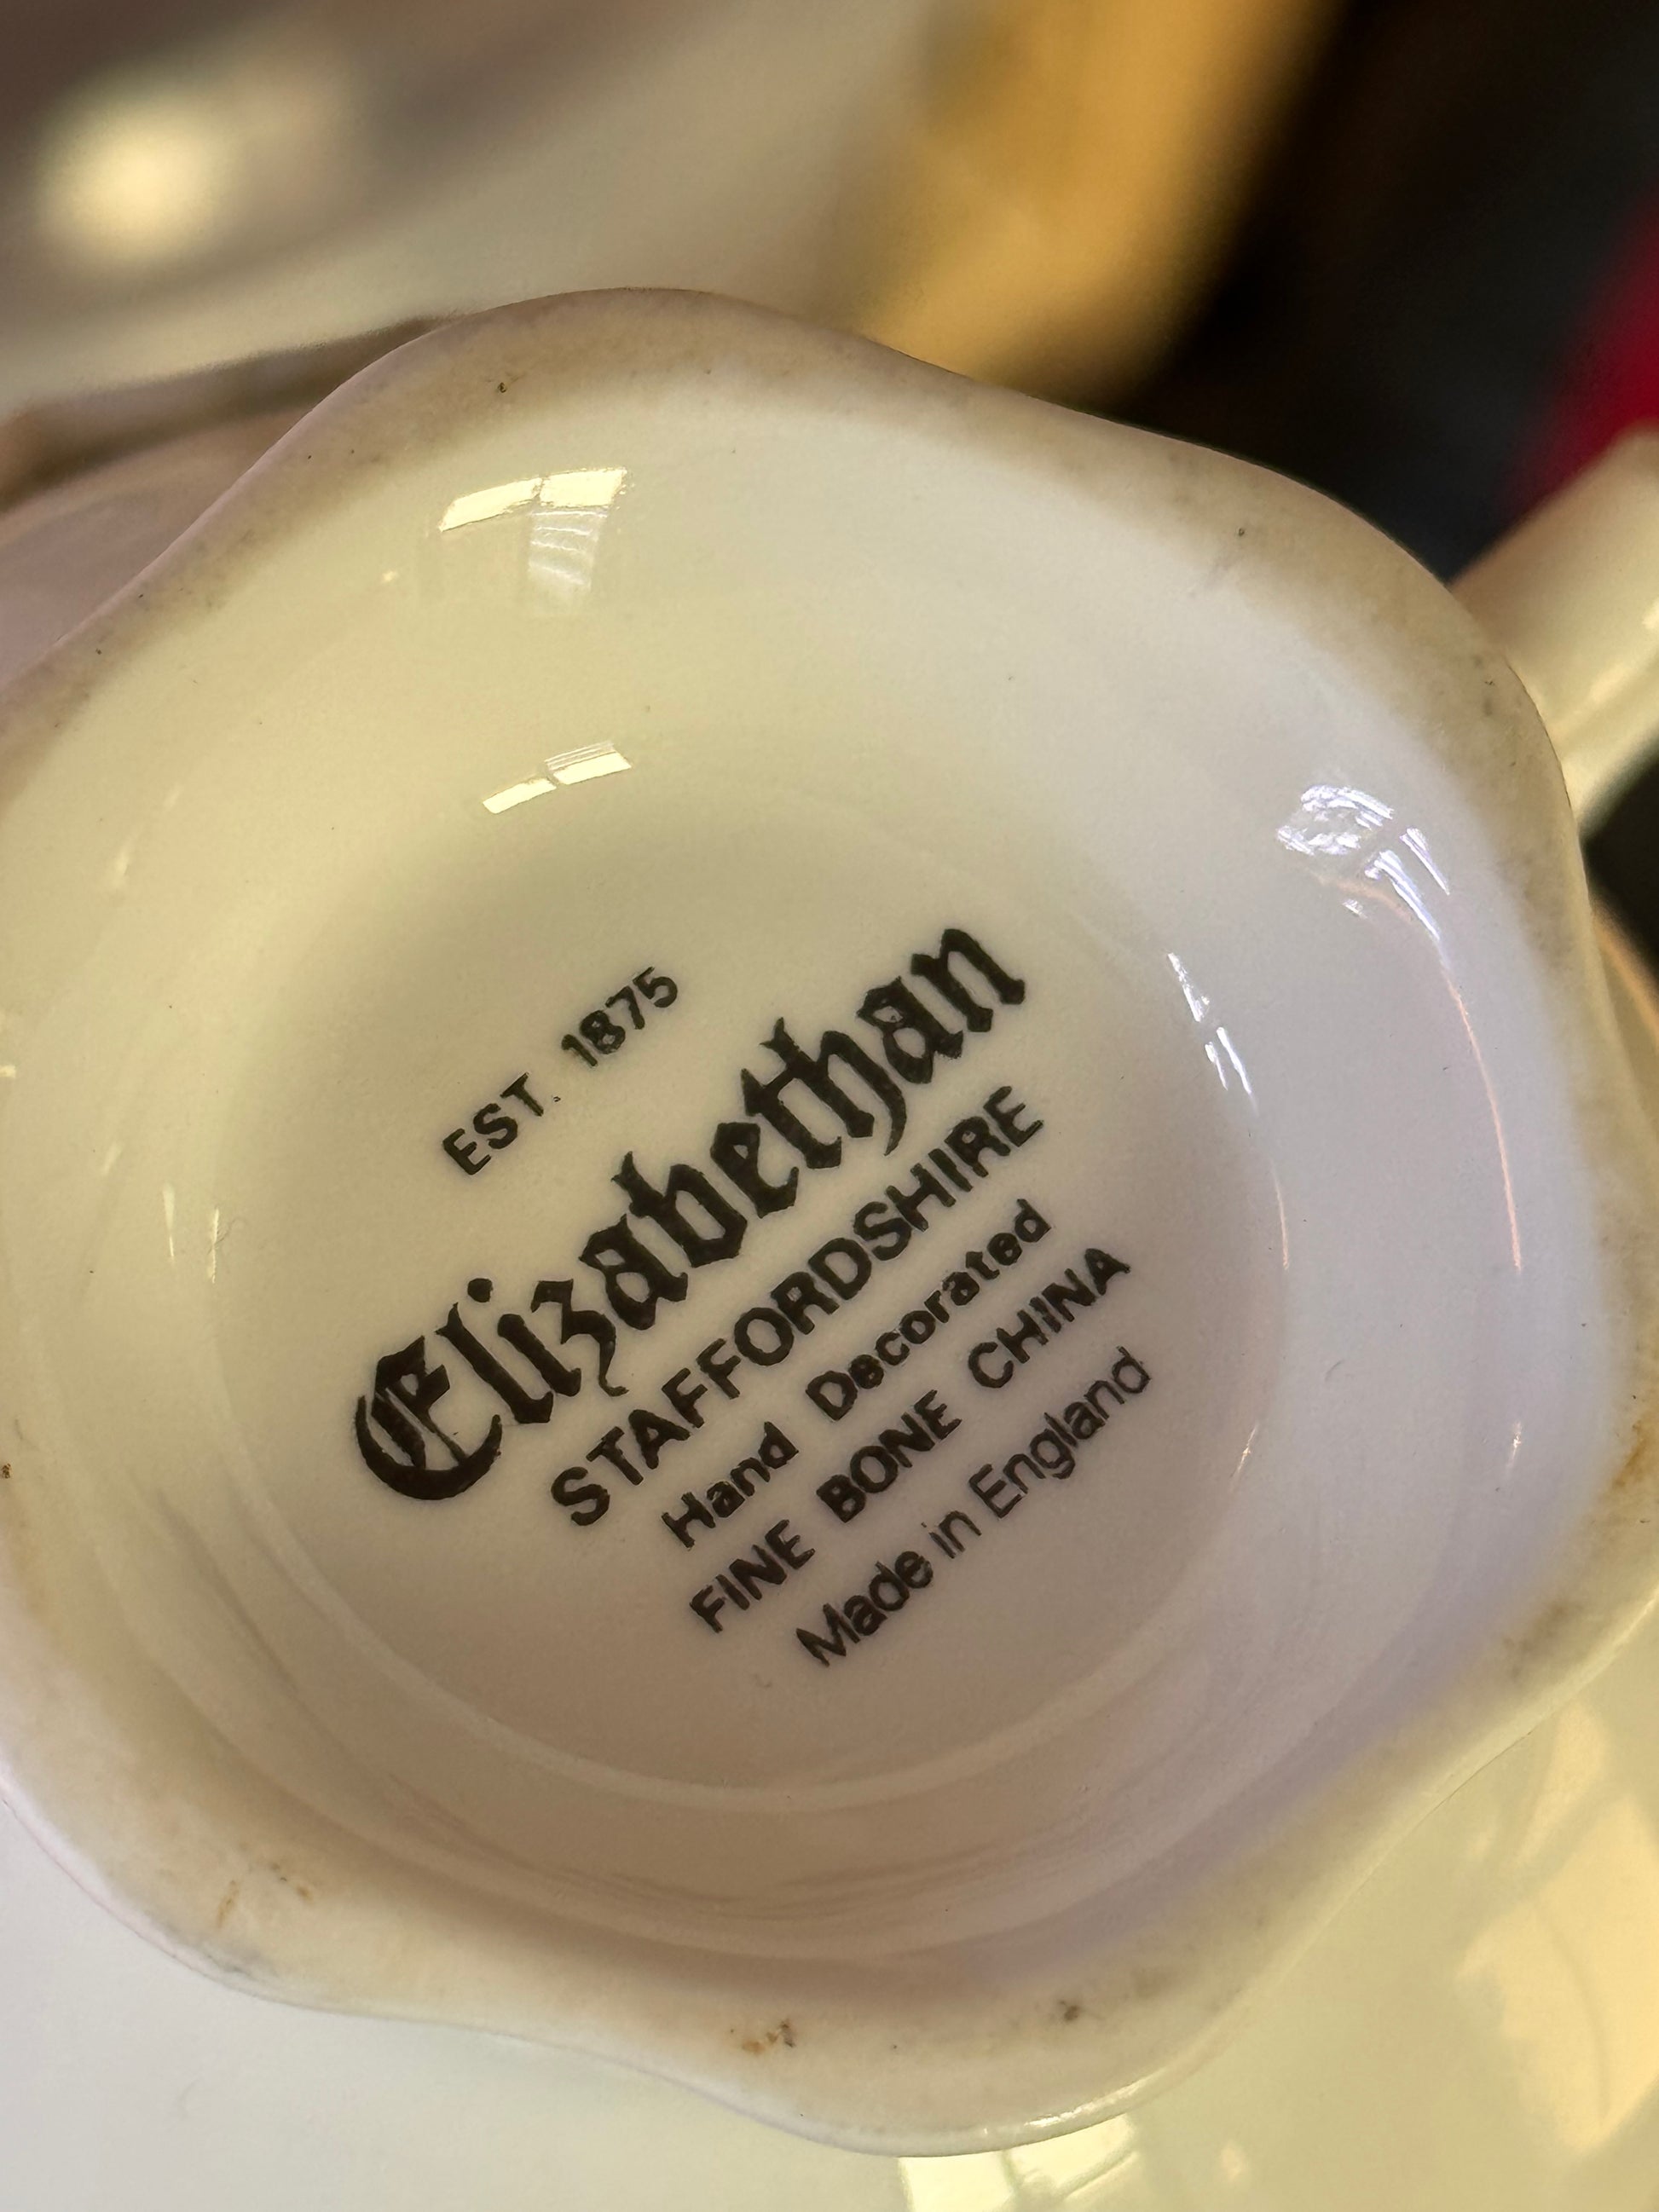 EST. 1875
Elizabethan
STAFFORDSHIRE
Hand Decorated
FINE BONE CHINA
Made in England